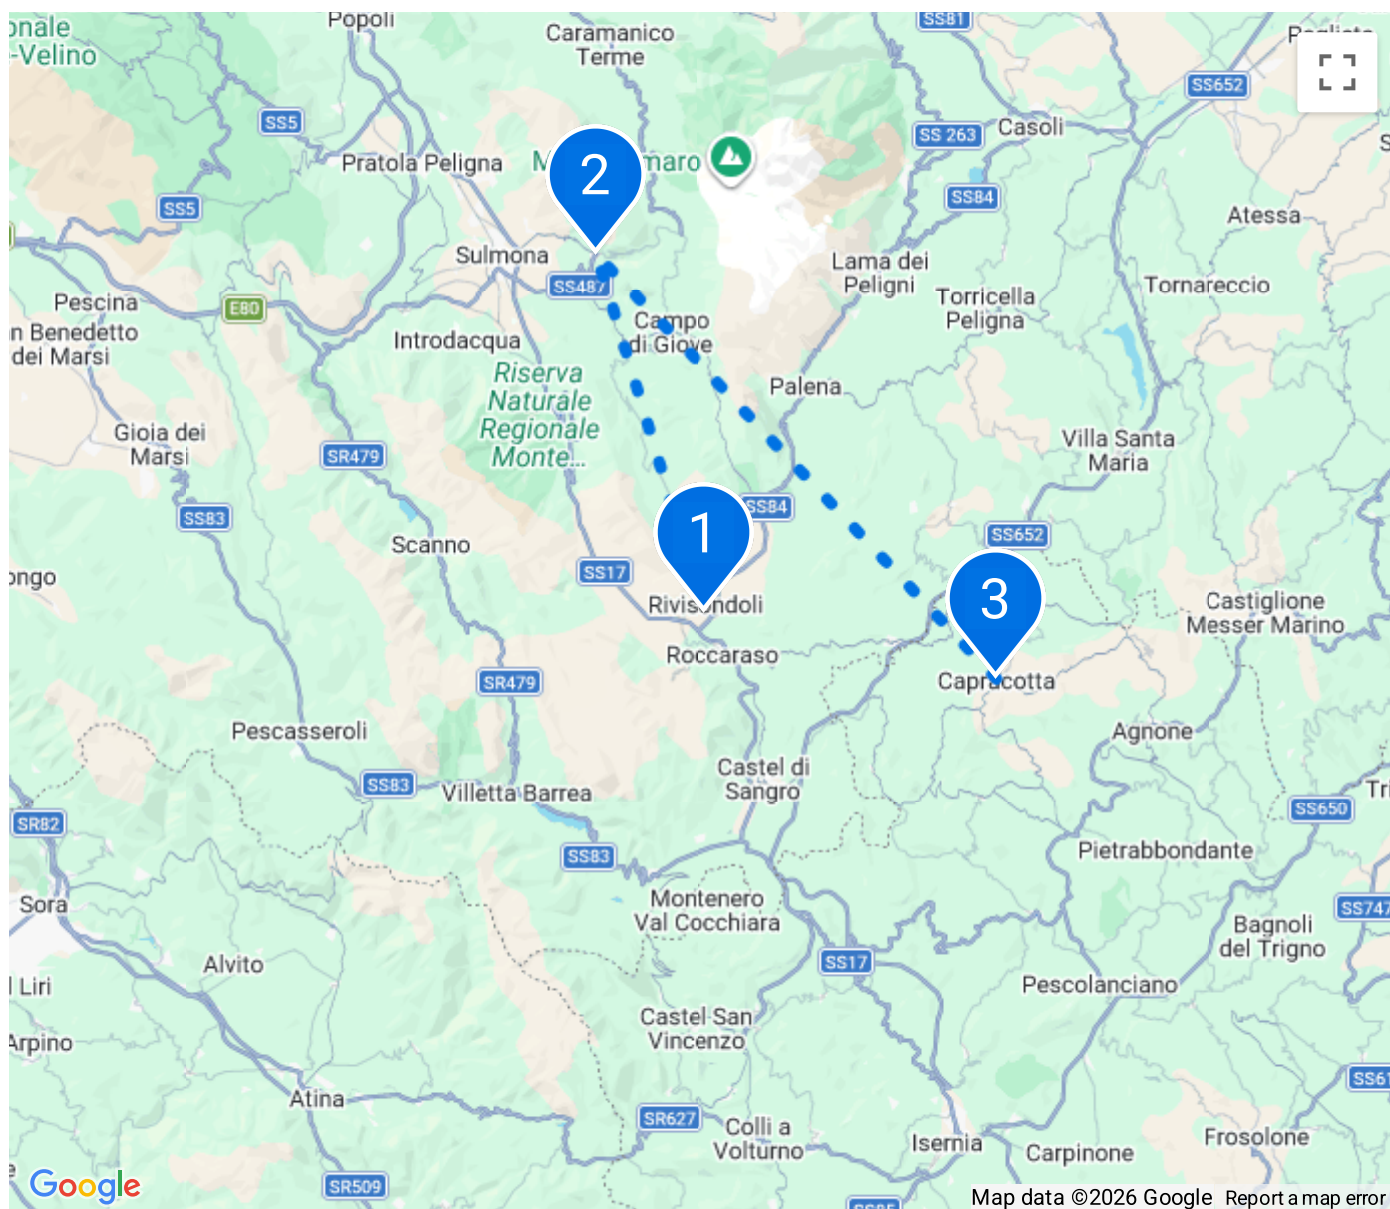 onale
-Velino
Popoli
Caramanico
Terme
SS81
SS652
SS5
Pratola Peligna
SS 263
Casoli
2
SS5
SS84
Atessa
Sulmona
SS487
Lama dei
Peligni
Torricella
Peligna
Tornareccio
Pescina
E80
n Benedetto
dei Marsi
Introdacqua
Campo
di Giove
Riserva
Naturale
Regionale
Monte...
Palena
Gioia dei
Marsi
SR479
Villa Santa
Maria
SS83
SS84
1
Scanno
SS652
ongo
SS17
3
Rivisondoli
Castiglione
Messer Marino
Roccaraso
SR479
Capracotta
Pescasseroli
Agnone
Castel di
Sangro
SS83
Villetta Barrea
Tri
SS650
SR82
SS83
Pietrabbondante
Sora
Montenero
Val Cocchiara
SS747
Bagnoli
del Trigno
Alvito
SS17
Liri
Pescolanciano
Castel San
Vincenzo
Arpino
SS61
Atina
SR627
Colli a
Volturno
Isernia
Carpinone
Frosolone
Google
SR509
Map data ©2026 Google
Report a map error